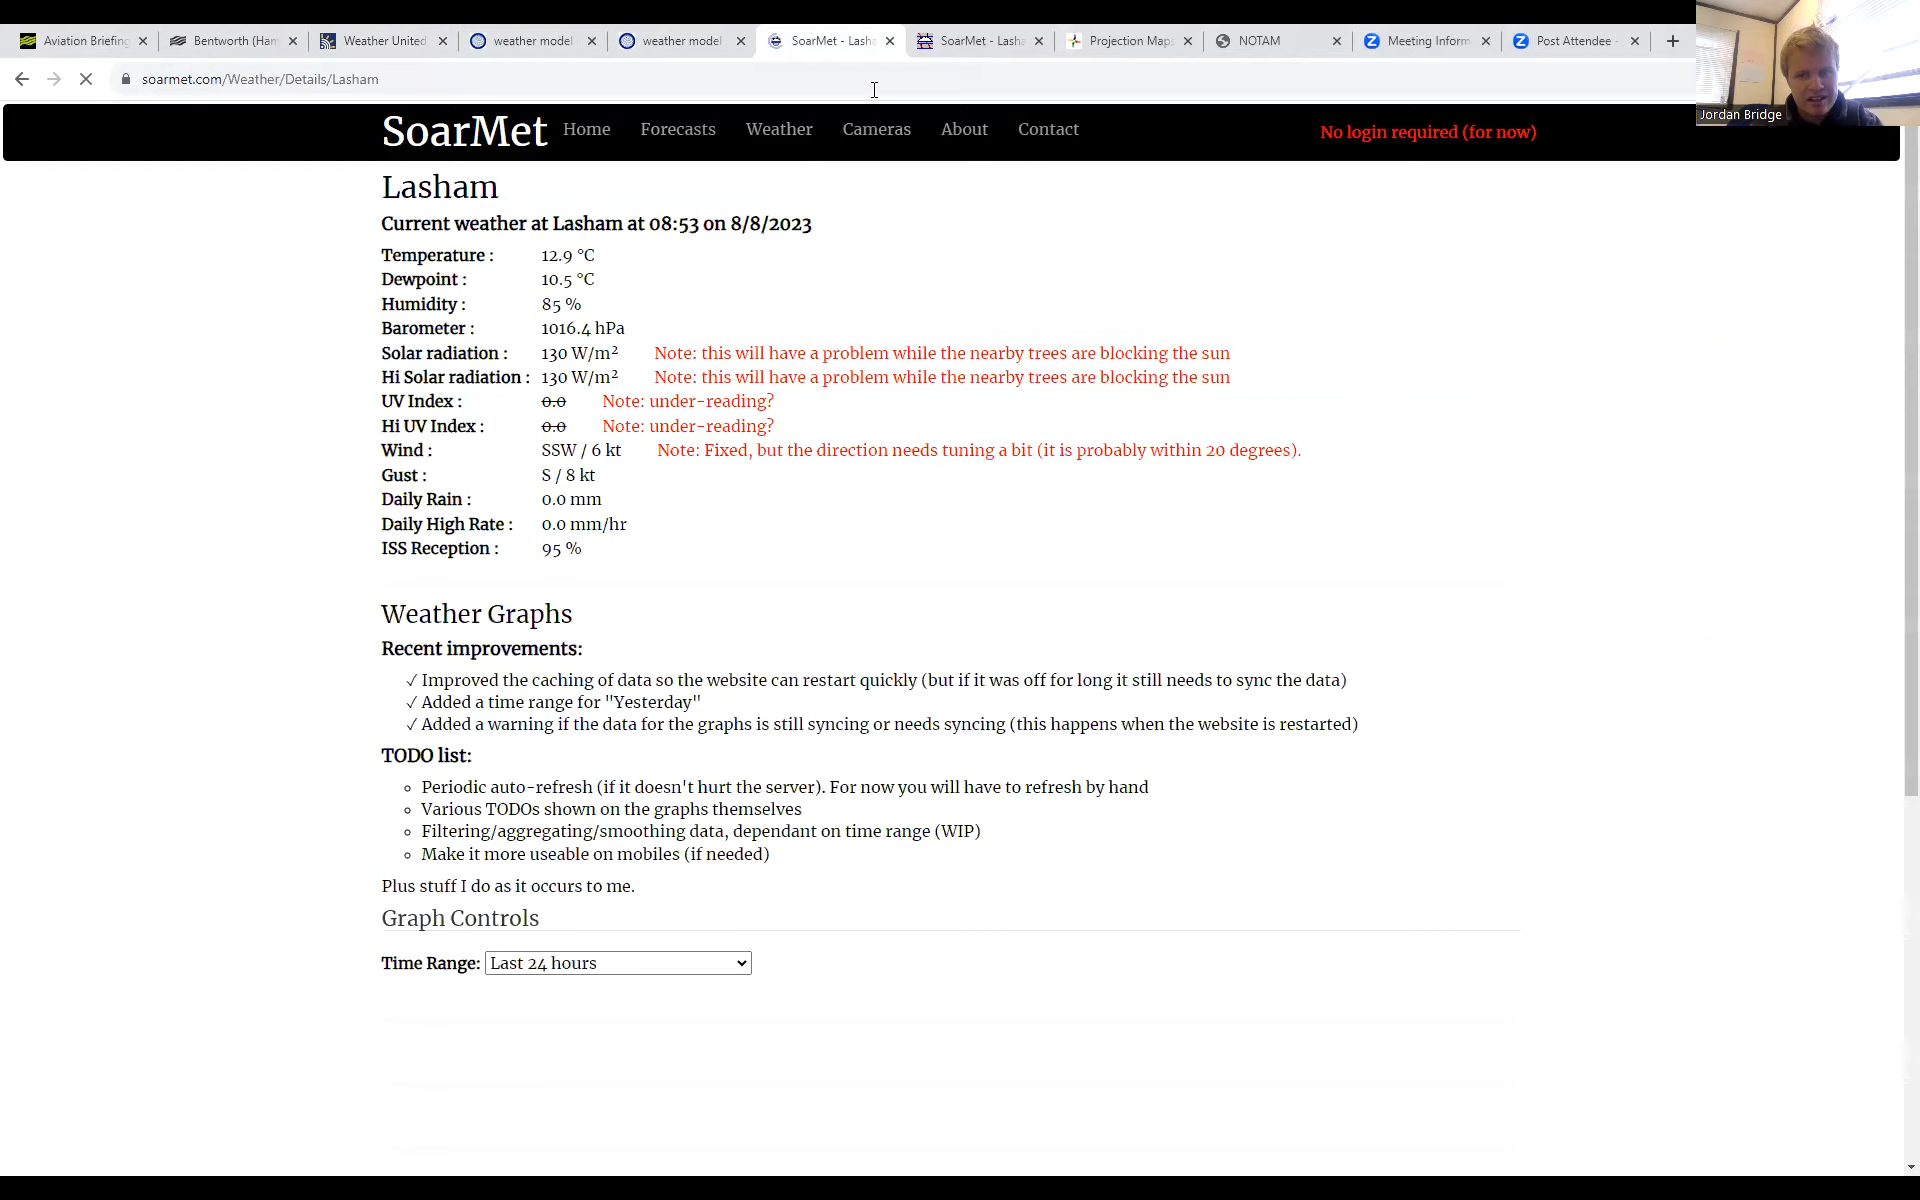 Aviation Briefing
Bentworth (Han
Weather United
weather model
weather model
SoarMet - Lasha
SoarMet - Lasha
Projection Maps
NOTAM
Meeting Inform
Post Attendee -
soarmet.com/Weather/Details/Lasham
Jordan Bridge
SoarMet Home Forecasts Weather Cameras About Contact No login required (for now)
Lasham
Current weather at Lasham at 08:53 on 8/8/2023
Temperature : 12.9 °C
Dewpoint : 10.5 °C
Humidity : 85 %
Barometer : 1016.4 hPa
Solar radiation : 130 W/m² Note: this will have a problem while the nearby trees are blocking the sun
Hi Solar radiation : 130 W/m² Note: this will have a problem while the nearby trees are blocking the sun
UV Index : 0.0 Note: under-reading?
Hi UV Index : 0.0 Note: under-reading?
Wind : SSW / 6 kt Note: Fixed, but the direction needs tuning a bit (it is probably within 20 degrees).
Gust : S / 8 kt
Daily Rain : 0.0 mm
Daily High Rate : 0.0 mm/hr
ISS Reception : 95 %
Weather Graphs
Recent improvements:
✓ Improved the caching of data so the website can restart quickly (but if it was off for long it still needs to sync the data)
✓ Added a time range for "Yesterday"
✓ Added a warning if the data for the graphs is still syncing or needs syncing (this happens when the website is restarted)
TODO list:
◦ Periodic auto-refresh (if it doesn't hurt the server). For now you will have to refresh by hand
◦ Various TODOs shown on the graphs themselves
◦ Filtering/aggregating/smoothing data, dependant on time range (WIP)
◦ Make it more useable on mobiles (if needed)
Plus stuff I do as it occurs to me.
Graph Controls
Time Range: Last 24 hours